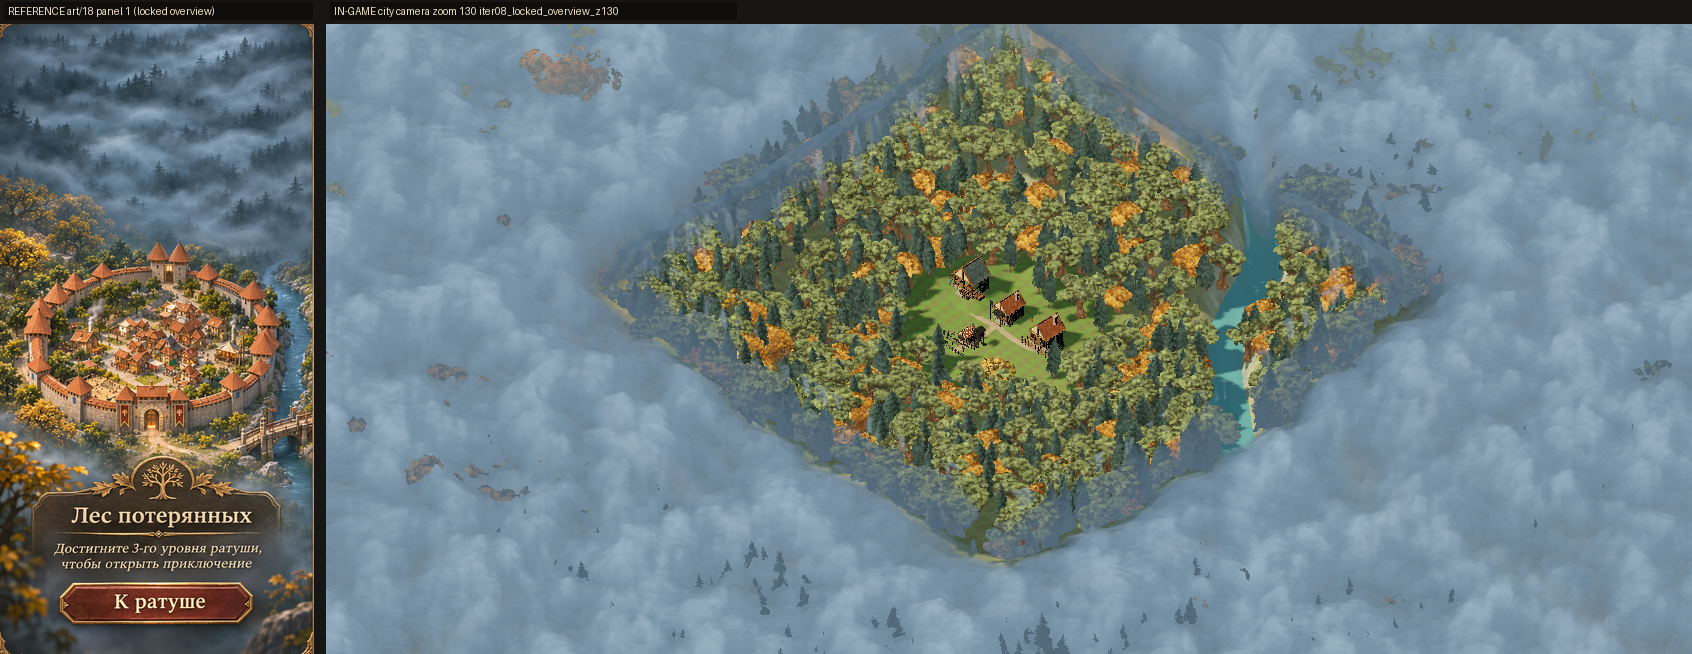 REFERENCE art/18 panel 1 (locked overview)
IN-GAME city camera zoom 130 iter08_locked_overview_z130
Лес потерянных
Достигните 3-го уровня ратуши,
чтобы открыть приключение
К ратуше